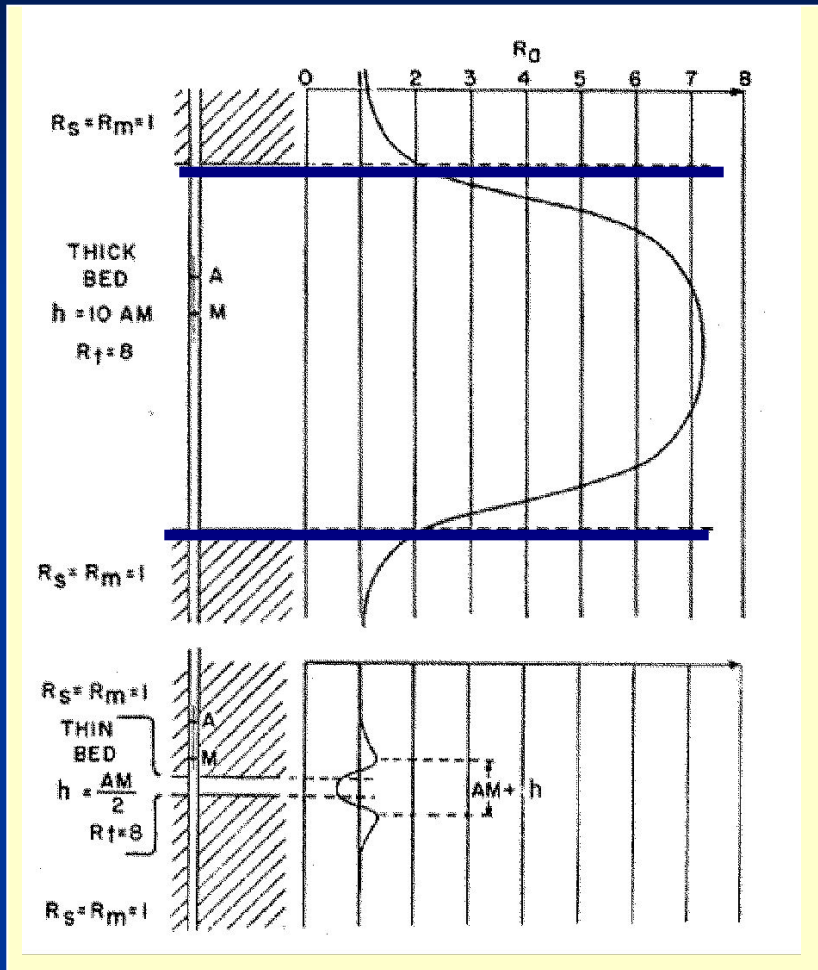 Ra
0 1 2 3 4 5 6 7 8
Rs = Rm = 1
THICK
BED
A
h = 10 AM
M
Rt = 8
Rs = Rm = 1
Rs = Rm = 1
A
THIN
BED
M
h = AM/2
AM + h
Rt = 8
Rs = Rm = 1